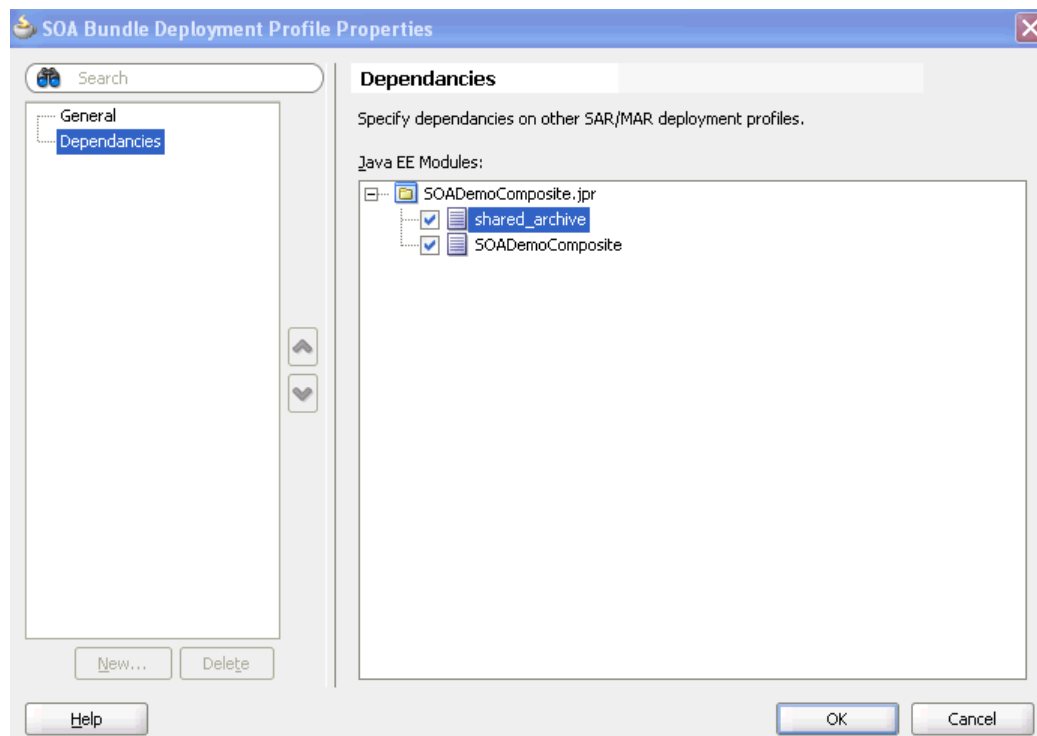 SOA Bundle Deployment Profile Properties
Search
General
Dependancies
New...
Delete
Dependancies
Specify dependancies on other SAR/MAR deployment profiles.
Java EE Modules:
SOADemoComposite.jpr
shared_archive
SOADemoComposite
Help
OK
Cancel